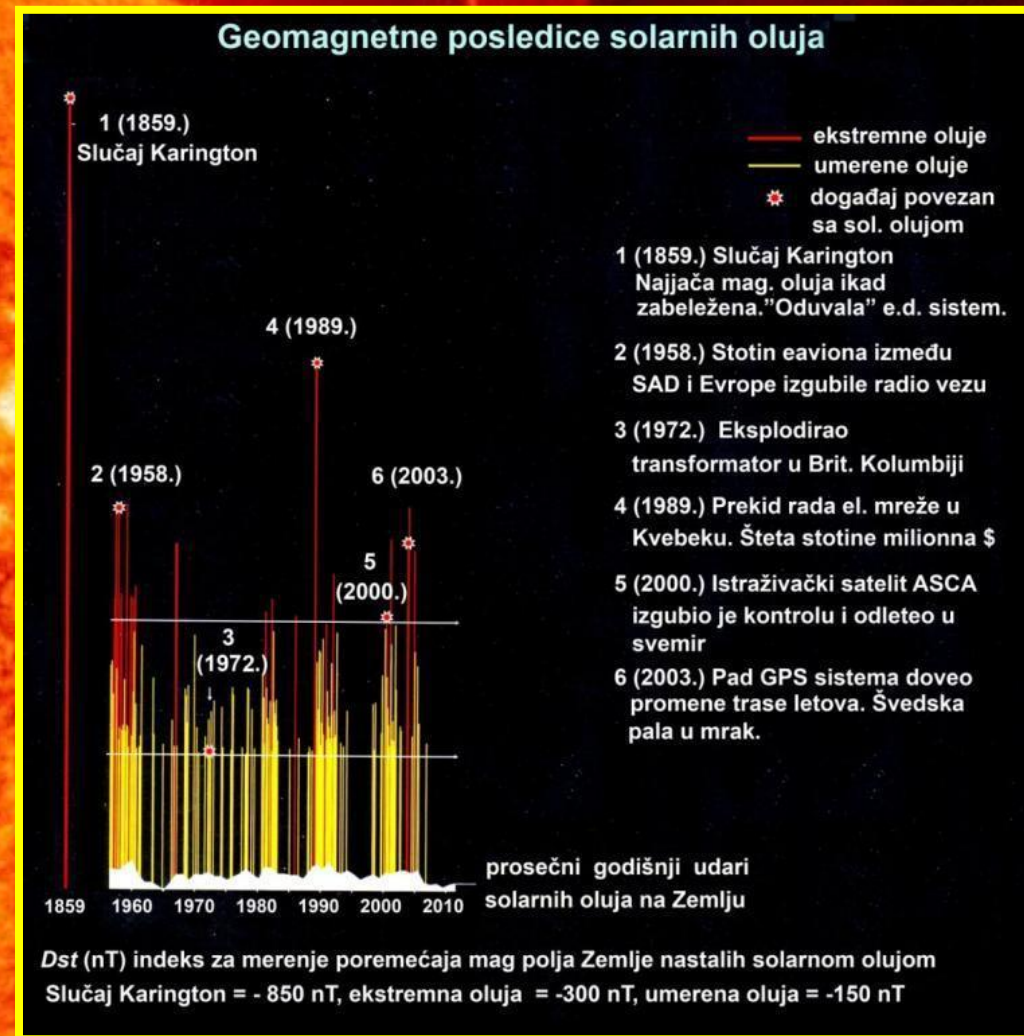 Geomagnetne posledice solarnih oluja
1 (1859.)
Slučaj Karington
4 (1989.)
2 (1958.)
6 (2003.)
5
(2000.)
3
(1972.)
ekstremne oluje
umerene oluje
događaj povezan
sa sol. olujom
1 (1859.) Slučaj Karington
Najjača mag. oluja ikad
zabeležena."Oduvala" e.d. sistem.
2 (1958.) Stotin eaviona između
SAD i Evrope izgubile radio vezu
3 (1972.) Eksplodirao
transformator u Brit. Kolumbiji
4 (1989.) Prekid rada el. mreže u
Kvebeku. Šteta stotine milionna $
5 (2000.) Istraživački satelit ASCA
izgubio je kontrolu i odleteo u
svemir
6 (2003.) Pad GPS sistema doveo
promene trase letova. Švedska
pala u mrak.
prosečni godišnji udari
solarnih oluja na Zemlju
1859 1960 1970 1980 1990 2000 2010
Dst (nT) indeks za merenje poremećaja mag polja Zemlje nastalih solarnom olujom
Slučaj Karington = - 850 nT, ekstremna oluja = -300 nT, umerena oluja = -150 nT